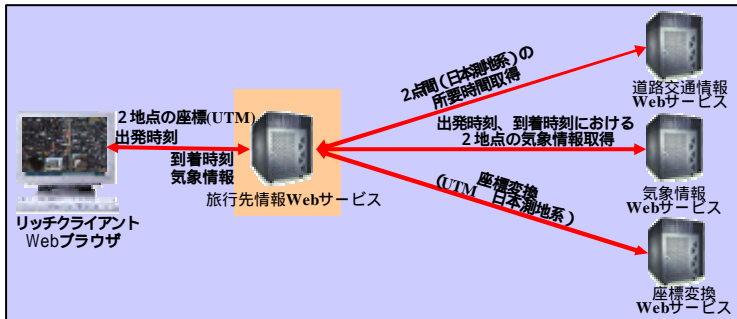 2点間(日本測地系)の
所要時間取得
道路交通情報
Webサービス
2地点の座標(UTM)
出発時刻
到着時刻
気象情報
出発時刻、到着時刻における
2地点の気象情報取得
旅行先情報Webサービス
気象情報
Webサービス
リッチクライアント
Webブラウザ
座標変換
(UTM 日本測地系)
座標変換
Webサービス